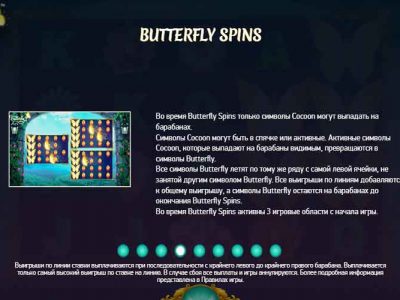 BUTTERFLY SPINS
Во время Butterfly Spins только символы Cocoon могут выпадать на
барабанах.
Символы Cocoon могут быть в спячке или активные. Активные символы
Cocoon, которые выпадают на барабаны видимым, превращаются в
символы Butterfly.
Все символы Butterfly летят по тому же ряду с самой левой ячейки, не
занятой другим символом Butterfly. Все выигрыши по линиям добавляются
к общему выигрышу, а символы Butterfly остаются на барабанах до
окончания Butterfly Spins.
Во время Butterfly Spins активны 3 игровые области с начала игры.
Выигрыши по линии ставки выплачиваются при последовательности с крайнего левого до крайнего правого барабана. Выплачивается
только самый высокий выигрыш по ставке на линию. В случае сбоя все выплаты и игры аннулируются. Более подробная информация
представлена в Правилах игры.